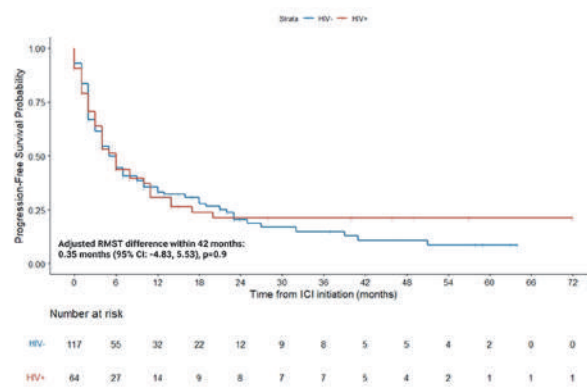 Strata HIV- HIV+
Progression-Free Survival Probability
1.00
0.75
0.50
0.25
0.00
Adjusted RMST difference within 42 months:
0.35 months (95% CI: -4.83, 5.53), p=0.9
0 6 12 18 24 30 36 42 48 54 60 66 72
Time from ICI initiation (months)
Number at risk
HIV- 117 55 32 22 12 9 8 5 5 4 2 0 0
HIV+ 64 27 14 9 8 7 7 5 4 2 1 1 1